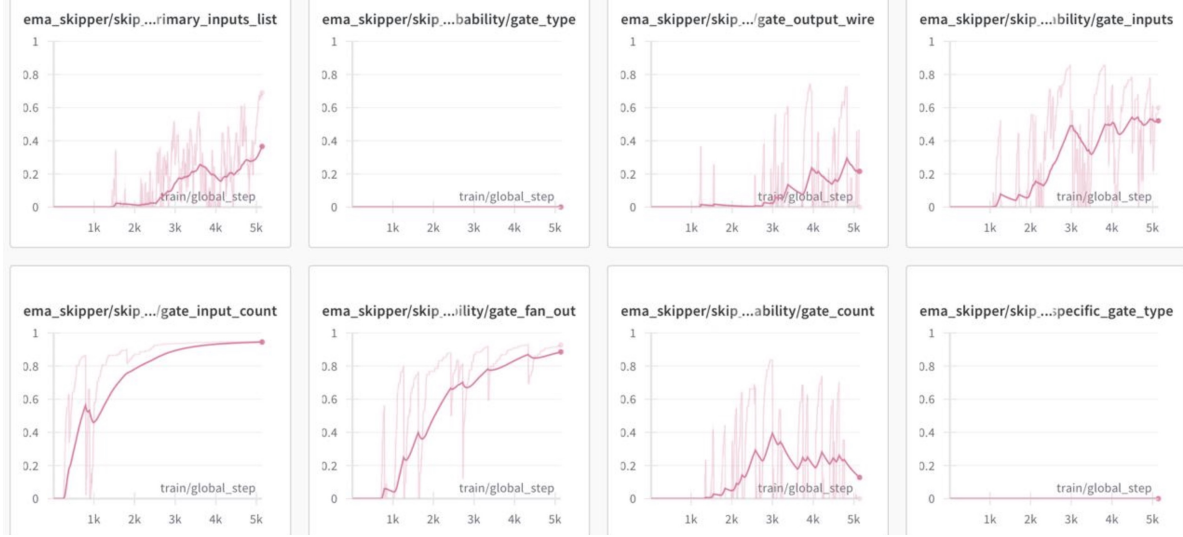 ema_skipper/skip_...rimary_inputs_list
1
0.8
0.6
0.4
0.2
0
train/global_step
1k 2k 3k 4k 5k
ema_skipper/skip_...bability/gate_type
1
0.8
0.6
0.4
0.2
0
train/global_step
1k 2k 3k 4k 5k
ema_skipper/skip_.../gate_output_wire
1
0.8
0.6
0.4
0.2
0
train/global_step
1k 2k 3k 4k 5k
ema_skipper/skip_...ability/gate_inputs
1
0.8
0.6
0.4
0.2
0
train/global_step
1k 2k 3k 4k 5k
ema_skipper/skip_.../gate_input_count
1
0.8
0.6
0.4
0.2
0
train/global_step
1k 2k 3k 4k 5k
ema_skipper/skip_...ility/gate_fan_out
1
0.8
0.6
0.4
0.2
0
train/global_step
1k 2k 3k 4k 5k
ema_skipper/skip_...ability/gate_count
1
0.8
0.6
0.4
0.2
0
train/global_step
1k 2k 3k 4k 5k
ema_skipper/skip_...specific_gate_type
1
0.8
0.6
0.4
0.2
0
train/global_step
1k 2k 3k 4k 5k